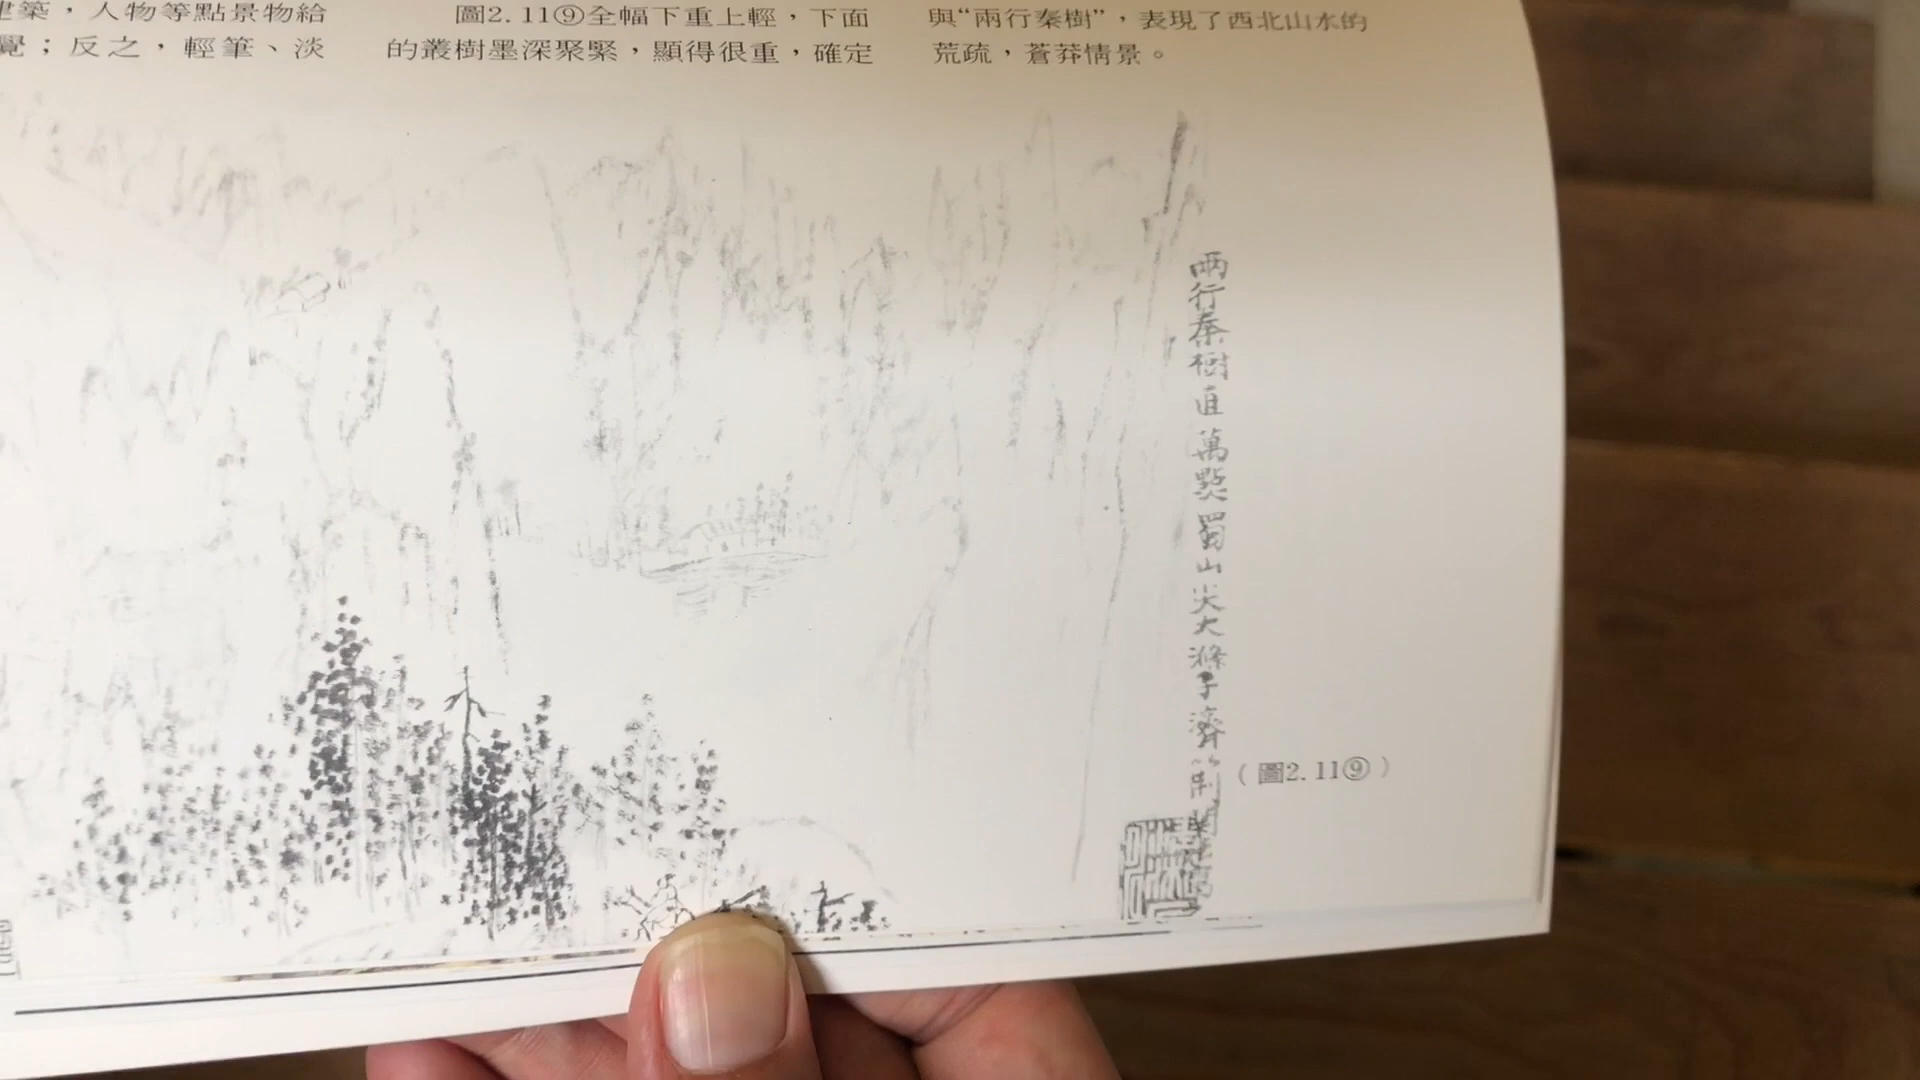 建築，人物等點景物給
覺；反之，輕筆、淡
圖2.11⑨全幅下重上輕，下面
的叢樹墨深聚緊，顯得很重，確定
與“兩行秦樹”，表現了西北山水的
荒疏，蒼莽情景。
兩行秦樹直萬點蜀山尖大滌子濟
（圖2.11⑨）